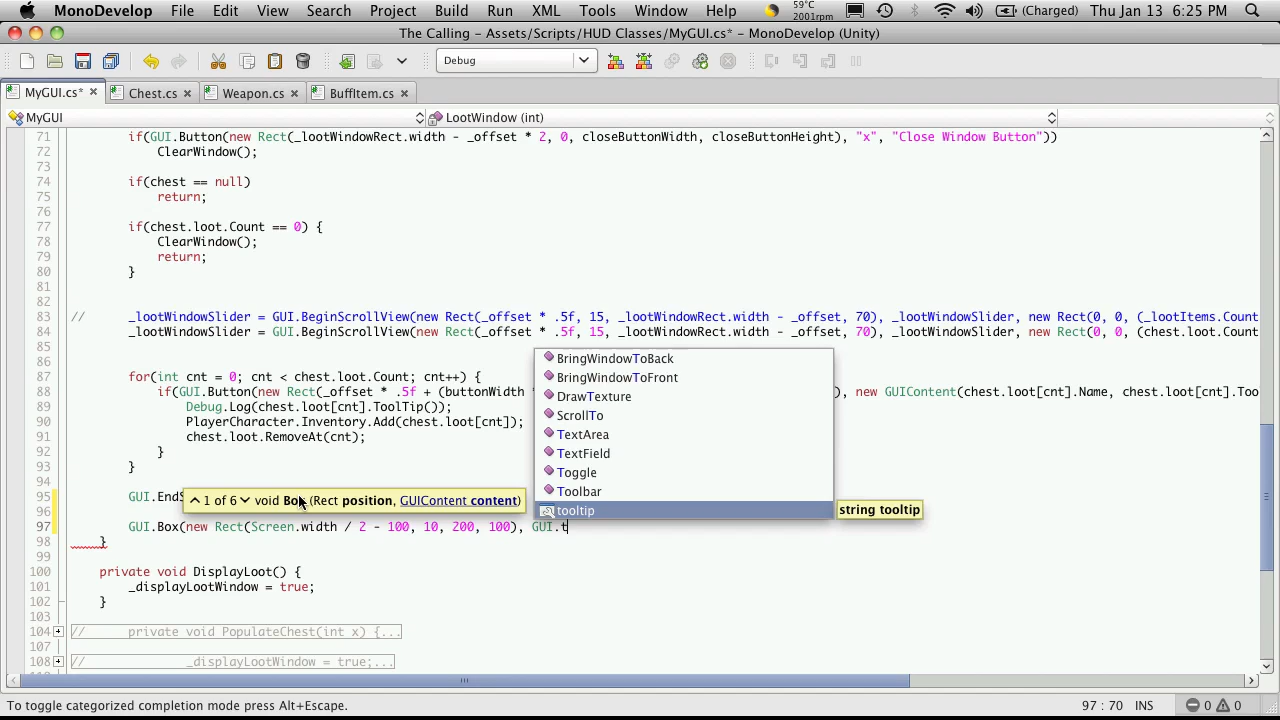 MonoDevelop File Edit View Search Project Build Run XML Tools Window Help 59°C 2001rpm (Charged) Thu Jan 13 6:25 PM
The Calling – Assets/Scripts/HUD Classes/MyGUI.cs* – MonoDevelop (Unity)
Debug
MyGUI.cs* Chest.cs Weapon.cs BuffItem.cs
MyGUI LootWindow (int)
71 if(GUI.Button(new Rect(_lootWindowRect.width - _offset * 2, 0, closeButtonWidth, closeButtonHeight), "x", "Close Window Button"))
72 ClearWindow();
73
74 if(chest == null)
75 return;
76
77 if(chest.loot.Count == 0) {
78 ClearWindow();
79 return;
80 }
81
82
83 // _lootWindowSlider = GUI.BeginScrollView(new Rect(_offset * .5f, 15, _lootWindowRect.width - _offset, 70), _lootWindowSlider, new Rect(0, 0, (_lootItems.Count
84 _lootWindowSlider = GUI.BeginScrollView(new Rect(_offset * .5f, 15, _lootWindowRect.width - _offset, 70), _lootWindowSlider, new Rect(0, 0, (chest.loot.Count
85
86
87 for(int cnt = 0; cnt < chest.loot.Count; cnt++) {
88 if(GUI.Button(new Rect(_offset * .5f + (buttonWidth * ), new GUIContent(chest.loot[cnt].Name, chest.loot[cnt].Too
89 Debug.Log(chest.loot[cnt].ToolTip());
90 PlayerCharacter.Inventory.Add(chest.loot[cnt]);
91 chest.loot.RemoveAt(cnt);
92 }
93 }
94
95 GUI.EndS
96
97 GUI.Box(new Rect(Screen.width / 2 - 100, 10, 200, 100), GUI.t
98 }
99
100 private void DisplayLoot() {
101 _displayLootWindow = true;
102 }
103
104 // private void PopulateChest(int x) {...
107
108 // _displayLootWindow = true;...
BringWindowToBack
BringWindowToFront
DrawTexture
ScrollTo
TextArea
TextField
Toggle
Toolbar
tooltip
string tooltip
1 of 6 void Box (Rect position, GUIContent content)
To toggle categorized completion mode press Alt+Escape. 97 : 70 INS 0 0